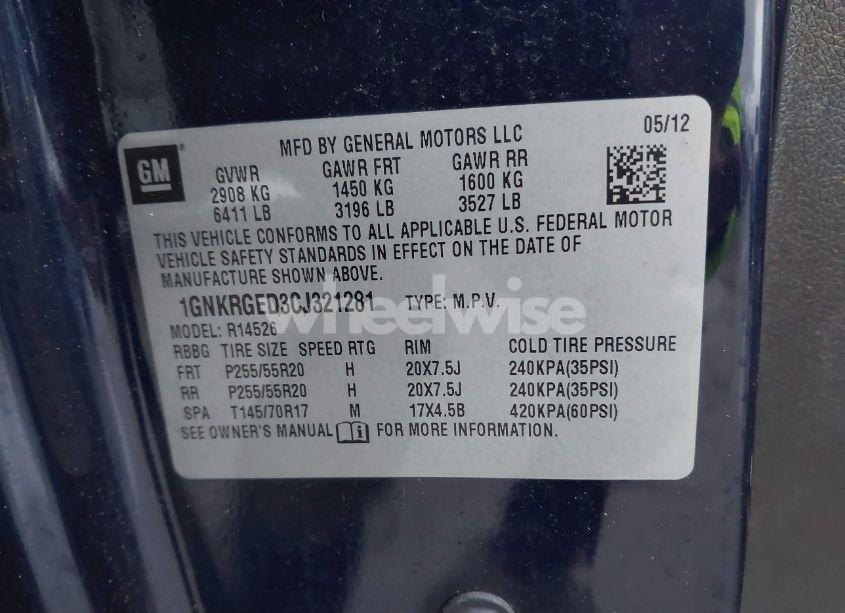 GM
MFD BY GENERAL MOTORS LLC 05/12
GVWR GAWR FRT GAWR RR
2908 KG 1450 KG 1600 KG
6411 LB 3196 LB 3527 LB
THIS VEHICLE CONFORMS TO ALL APPLICABLE U.S. FEDERAL MOTOR
VEHICLE SAFETY STANDARDS IN EFFECT ON THE DATE OF
MANUFACTURE SHOWN ABOVE.
1GNKRGED3CJ321281 TYPE: M.P.V.
wheelwise
MODEL: R14526
RBBG TIRE SIZE SPEED RTG RIM COLD TIRE PRESSURE
FRT P255/55R20 H 20X7.5J 240KPA(35PSI)
RR P255/55R20 H 20X7.5J 240KPA(35PSI)
SPA T145/70R17 M 17X4.5B 420KPA(60PSI)
SEE OWNER'S MANUAL i FOR MORE INFORMATION.